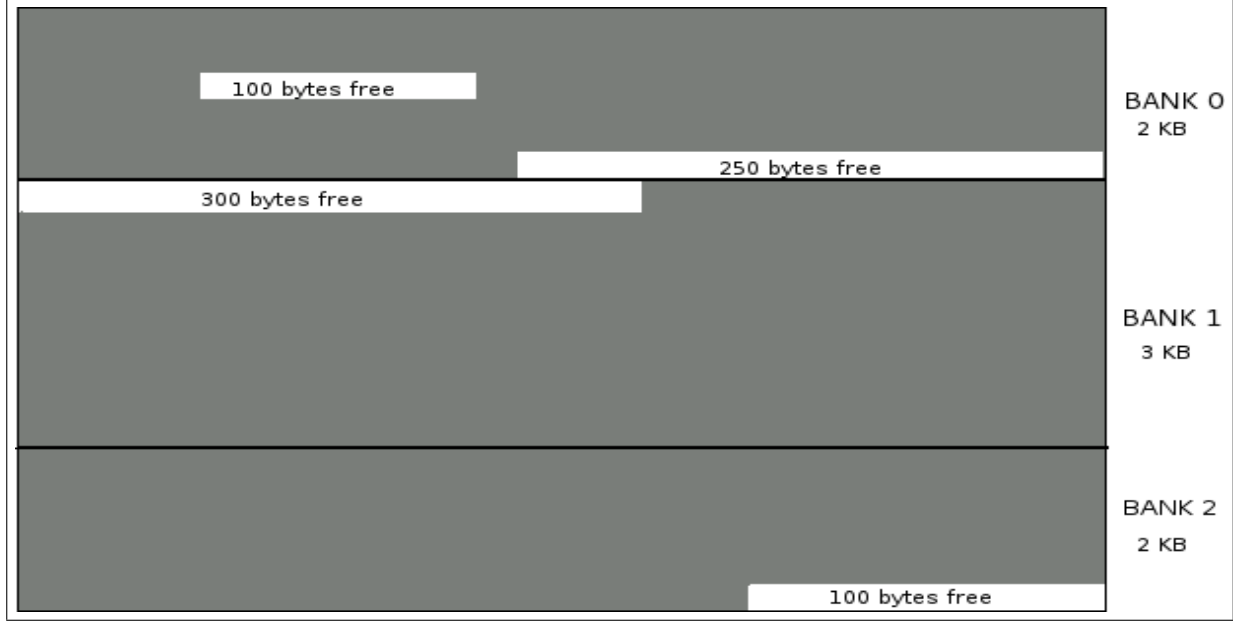 100 bytes free
BANK 0
2 KB
250 bytes free
300 bytes free
BANK 1
3 KB
BANK 2
2 KB
100 bytes free